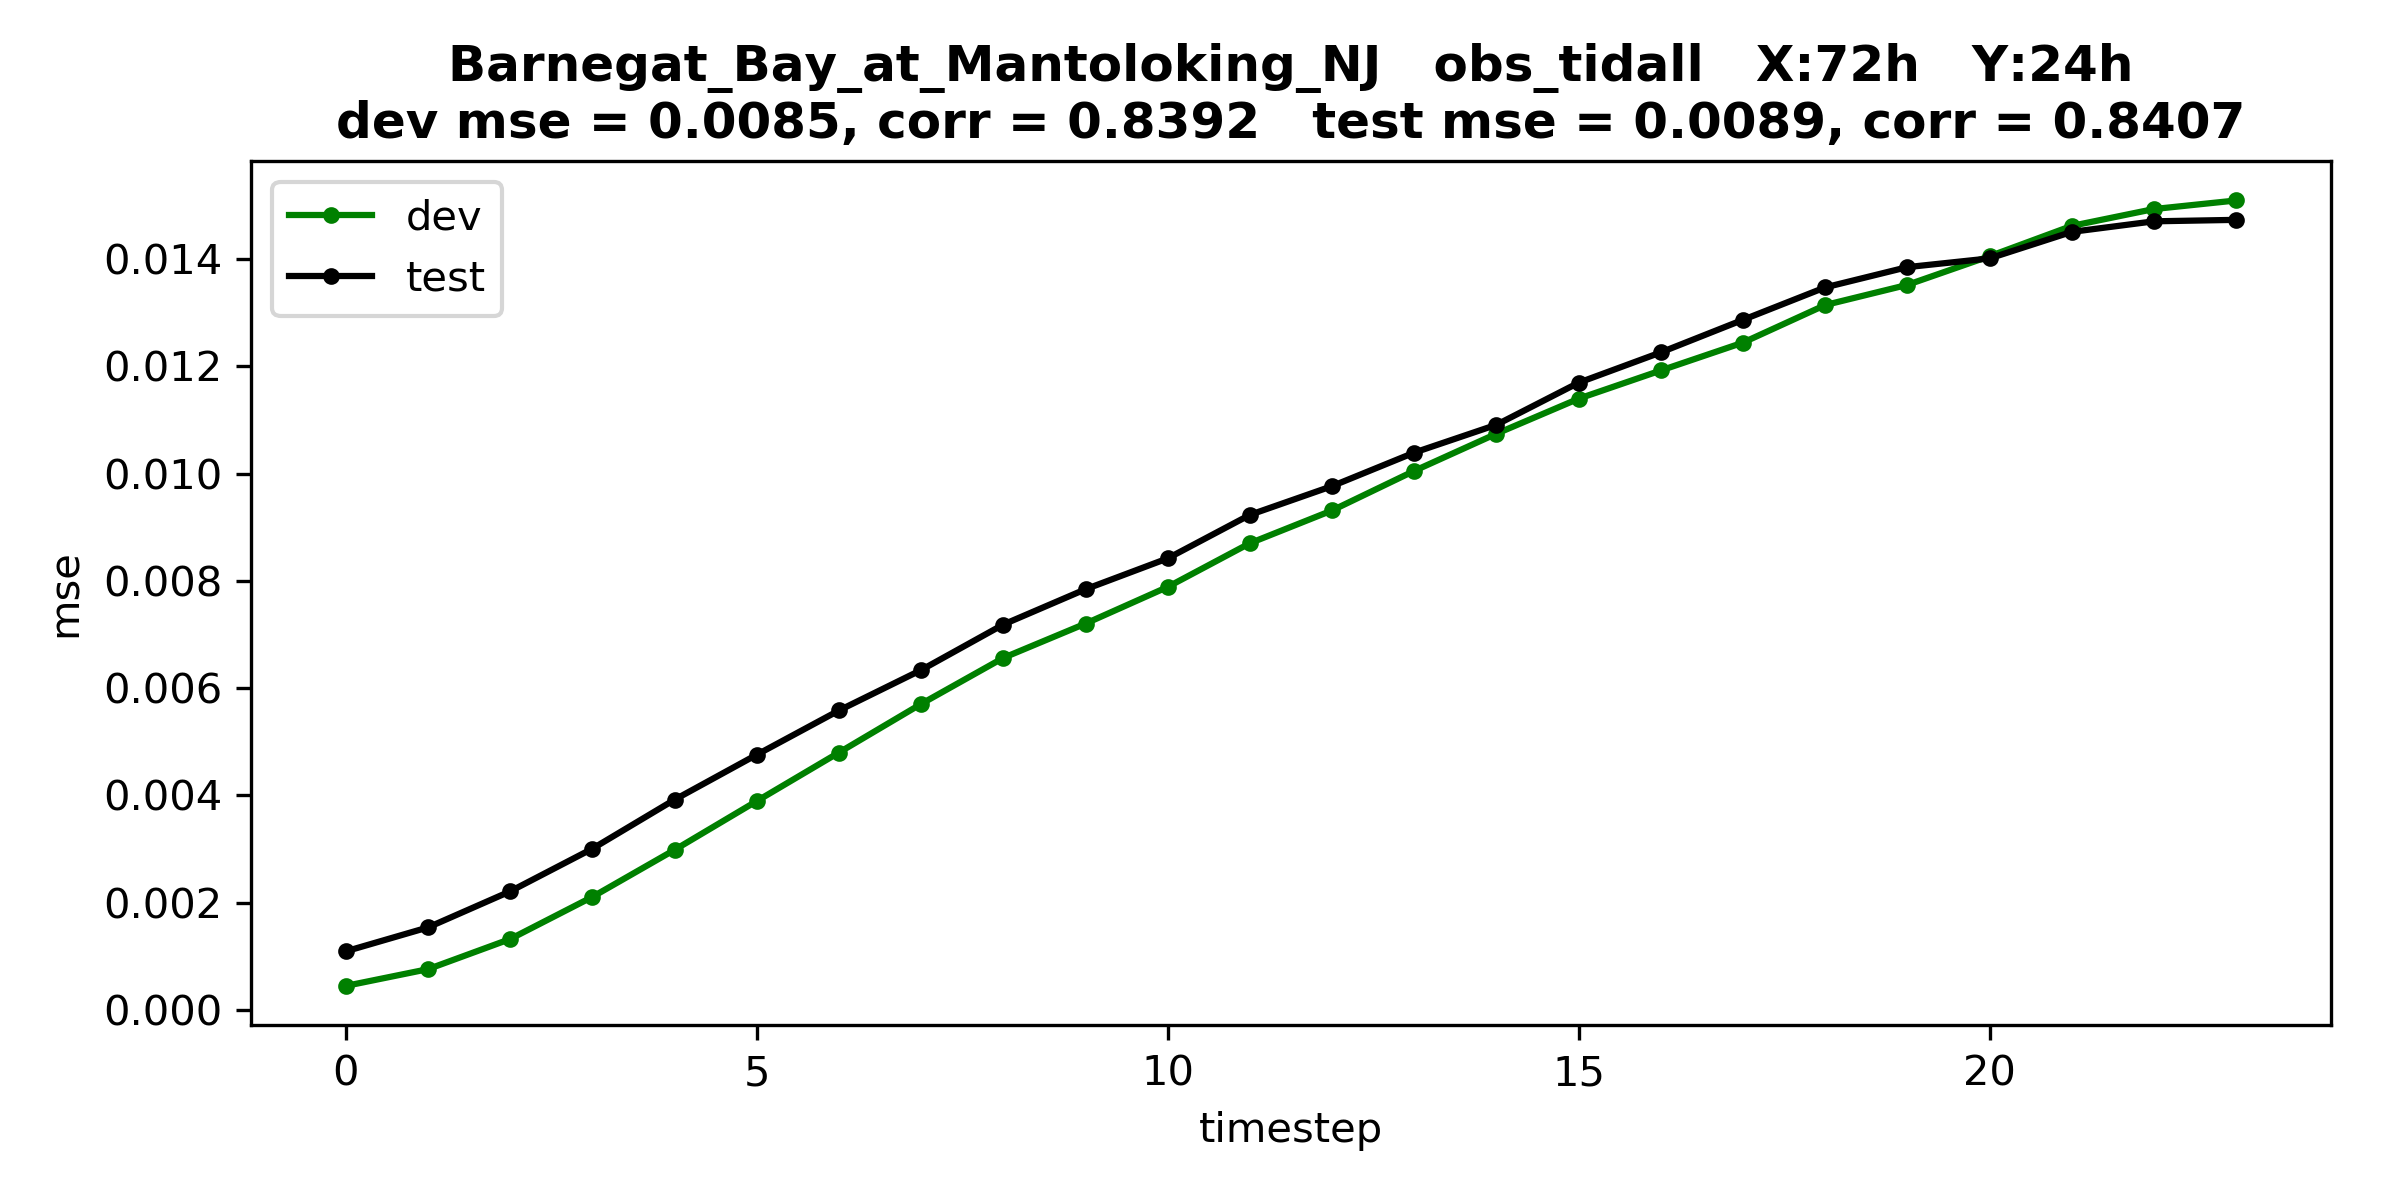 Barnegat_Bay_at_Mantoloking_NJ   obs_tidall   X:72h   Y:24h
dev mse = 0.0085, corr = 0.8392   test mse = 0.0089, corr = 0.8407
dev
test
0.014
0.012
0.010
0.008
0.006
0.004
0.002
0.000
mse
0 5 10 15 20
timestep